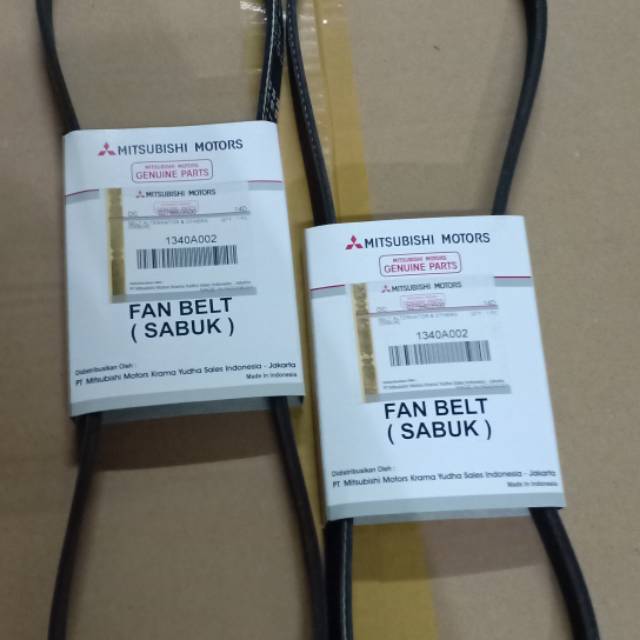 MITSUBISHI MOTORS
MITSUBISHI MOTORS
GENUINE PARTS
MITSUBISHI MOTORS
1340A002
FAN BELT
( SABUK )
Didistribusikan Oleh :
PT Mitsubishi Motors Krama Yudha Sales Indonesia - Jakarta
Made in Indonesia
MITSUBISHI MOTORS
MITSUBISHI MOTORS
GENUINE PARTS
MITSUBISHI MOTORS
1340A002
FAN BELT
( SABUK )
Didistribusikan Oleh :
PT Mitsubishi Motors Krama Yudha Sales Indonesia - Jakarta
Made in Indonesia